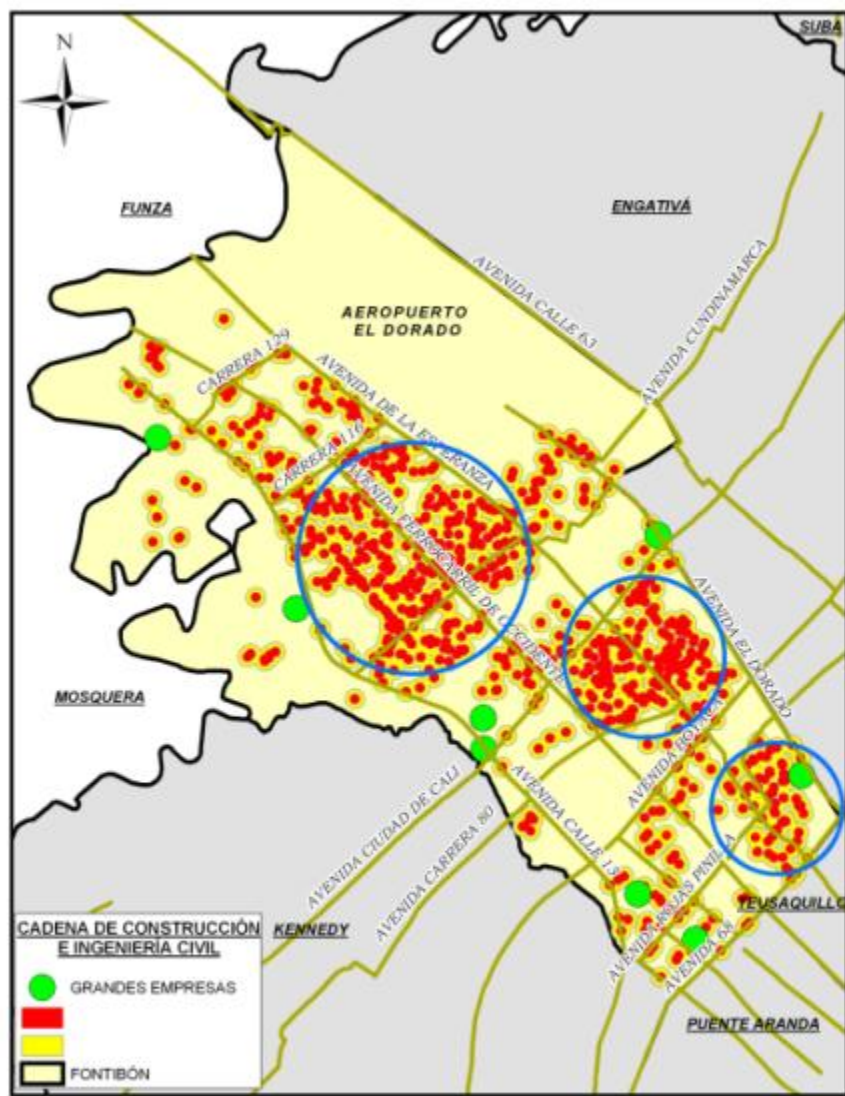 SUBA
N
FUNZA
ENGATIVÁ
AVENIDA CALLE 63
AVENIDA CUNDINAMARCA
AEROPUERTO
EL DORADO
CARRERA 129
AVENIDA DE LA ESPERANZA
CARRERA 116
AVENIDA FERROCARRIL DE OCCIDENTE
AVENIDA EL DORADO
MOSQUERA
AVENIDA BOYACA
AVENIDA CIUDAD DE CALI
AVENIDA CARRERA 80
AVENIDA CALLE 13
AVENIDA ROJAS PINILLA
AVENIDA 68
TEUSAQUILLO
KENNEDY
PUENTE ARANDA
CADENA DE CONSTRUCCIÓN
E INGENIERÍA CIVIL
GRANDES EMPRESAS
FONTIBÓN